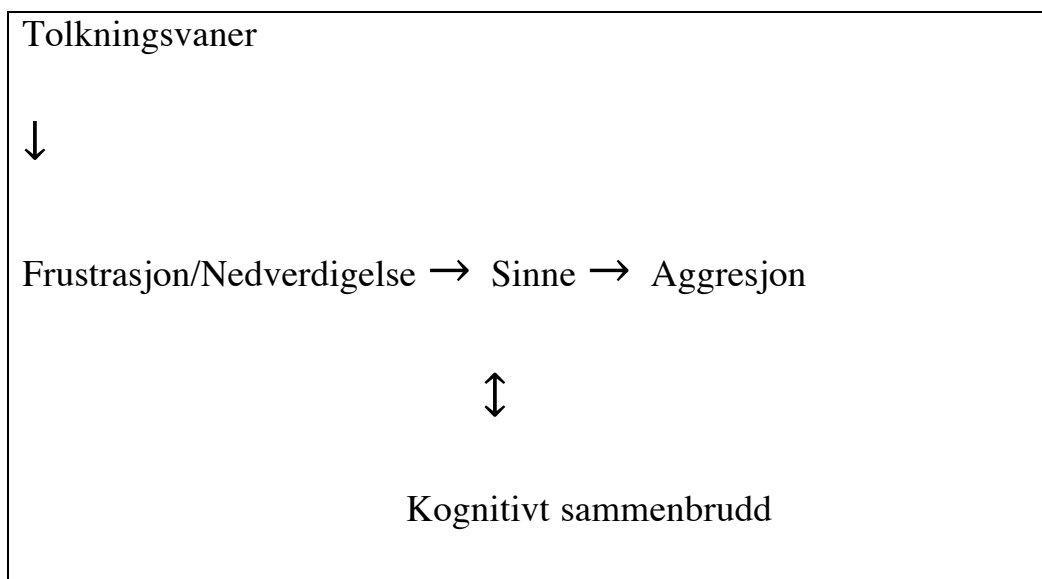 Tolkningsvaner
↓
Frustrasjon/Nedverdigelse → Sinne → Aggresjon
↕
Kognitivt sammenbrudd